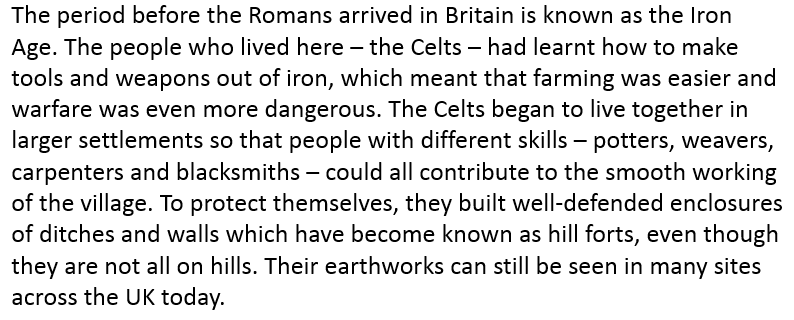 The period before the Romans arrived in Britain is known as the Iron
Age. The people who lived here – the Celts – had learnt how to make
tools and weapons out of iron, which meant that farming was easier and
warfare was even more dangerous. The Celts began to live together in
larger settlements so that people with different skills – potters, weavers,
carpenters and blacksmiths – could all contribute to the smooth working
of the village. To protect themselves, they built well-defended enclosures
of ditches and walls which have become known as hill forts, even though
they are not all on hills. Their earthworks can still be seen in many sites
across the UK today.